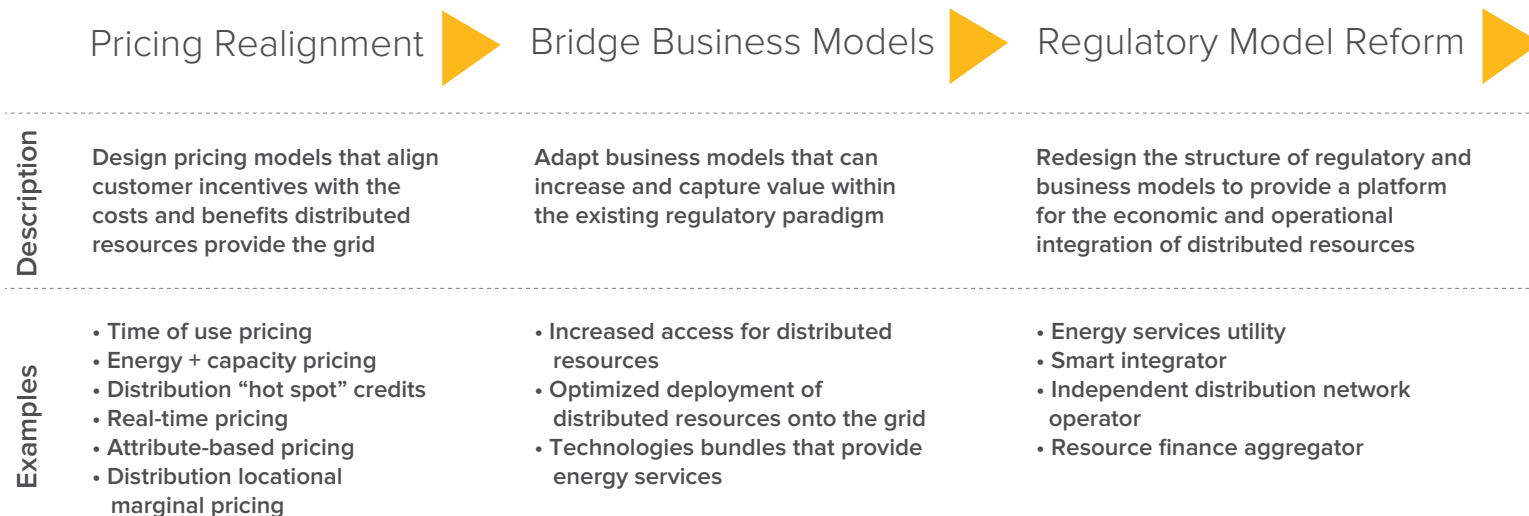 Pricing Realignment
Bridge Business Models
Regulatory Model Reform
Description
Design pricing models that align
customer incentives with the
costs and benefits distributed
resources provide the grid
Adapt business models that can
increase and capture value within
the existing regulatory paradigm
Redesign the structure of regulatory and
business models to provide a platform
for the economic and operational
integration of distributed resources
Examples
• Time of use pricing
• Energy + capacity pricing
• Distribution “hot spot” credits
• Real-time pricing
• Attribute-based pricing
• Distribution locational
marginal pricing
• Increased access for distributed
resources
• Optimized deployment of
distributed resources onto the grid
• Technologies bundles that provide
energy services
• Energy services utility
• Smart integrator
• Independent distribution network
operator
• Resource finance aggregator